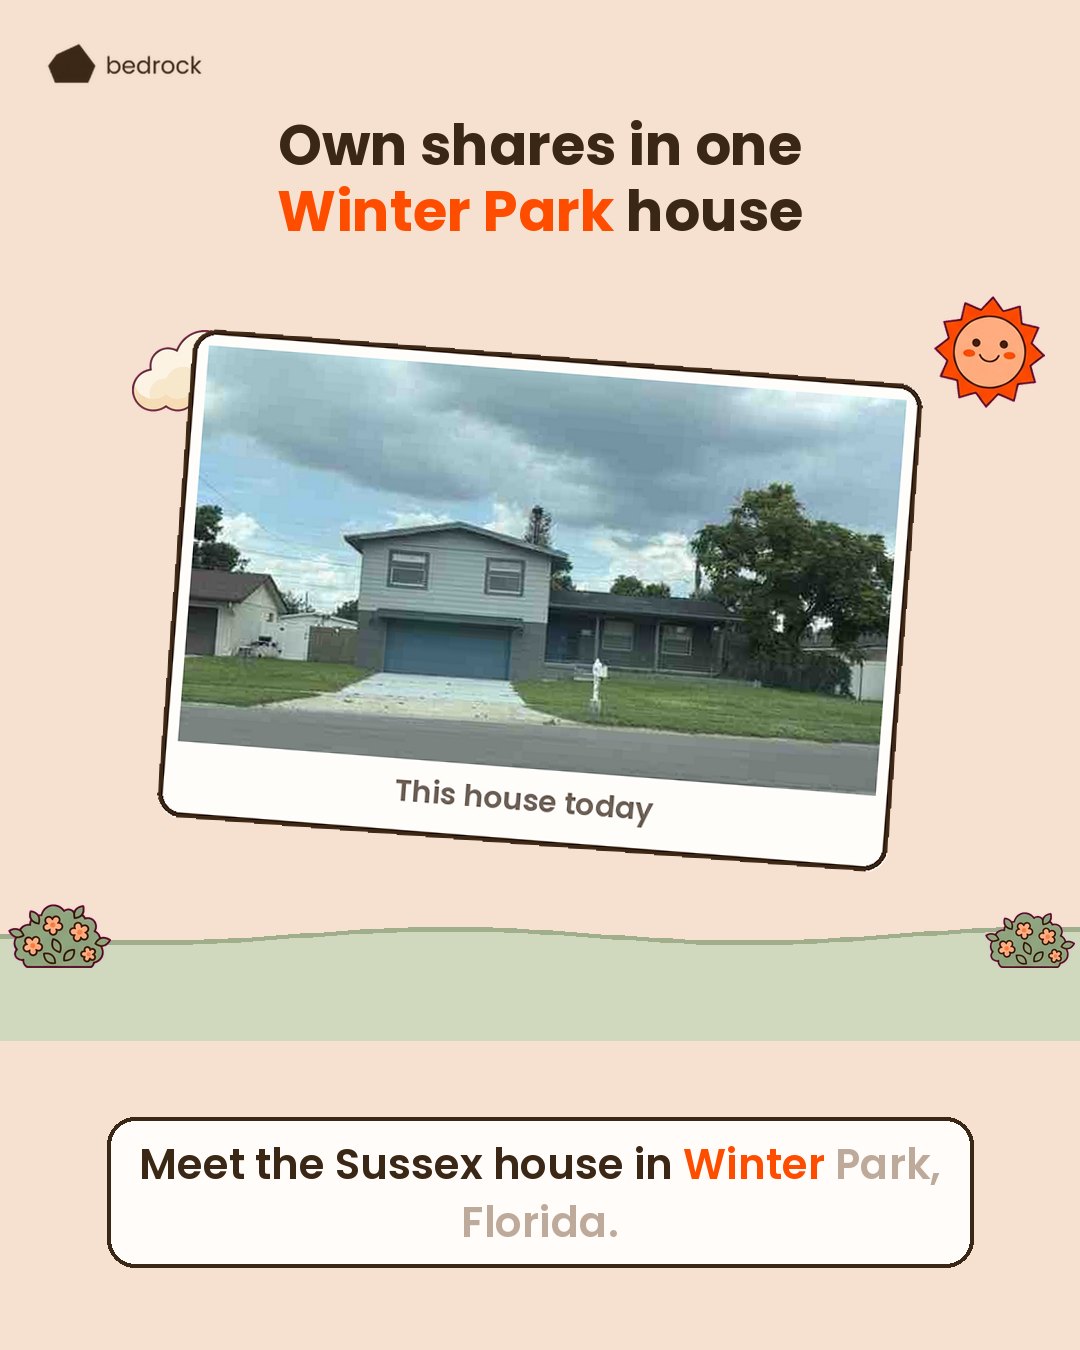 bedrock
Own shares in one
Winter Park house
This house today
Meet the Sussex house in Winter Park,
Florida.